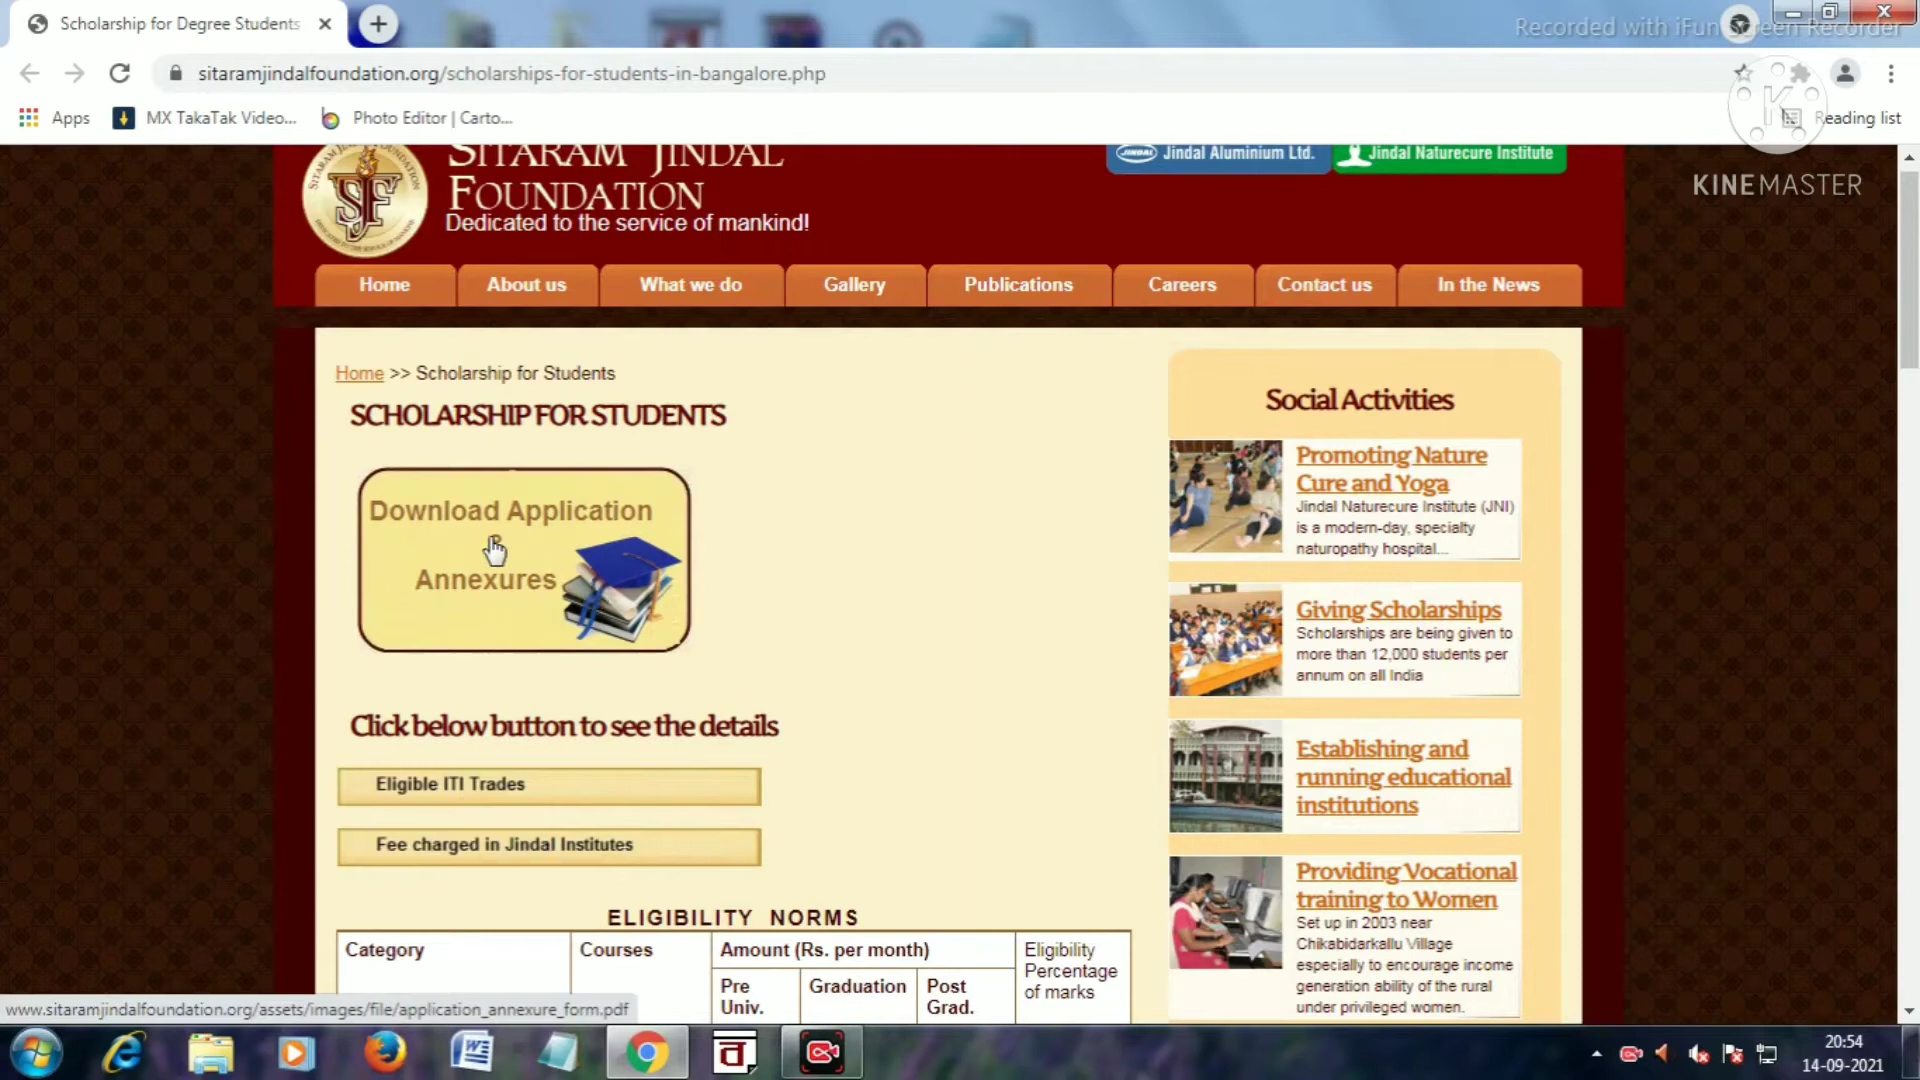 Scholarship for Degree Students
Recorded with iFun Screen Recorder
sitaramjindalfoundation.org/scholarships-for-students-in-bangalore.php
Apps
MX TakaTak Video...
Photo Editor | Carto...
Reading list
K
KINEMASTER
SITARAM JINDAL
FOUNDATION
Dedicated to the service of mankind!
Jindal Aluminium Ltd.
Jindal Naturecure Institute
Home
About us
What we do
Gallery
Publications
Careers
Contact us
In the News
Home >> Scholarship for Students
SCHOLARSHIP FOR STUDENTS
Download Application
Annexures
Click below button to see the details
Eligible ITI Trades
Fee charged in Jindal Institutes
ELIGIBILITY NORMS
Category
Courses
Amount (Rs. per month)
Eligibility
Percentage
of marks
Pre
Univ.
Graduation
Post
Grad.
Social Activities
Promoting Nature
Cure and Yoga
Jindal Naturecure Institute (JNI)
is a modern-day, specialty
naturopathy hospital...
Giving Scholarships
Scholarships are being given to
more than 12,000 students per
annum on all India
Establishing and
running educational
institutions
Providing Vocational
training to Women
Set up in 2003 near
Chikabidarkallu Village
especially to encourage income
generation ability of the rural
under privileged women.
www.sitaramjindalfoundation.org/assets/images/file/application_annexure_form.pdf
20:54
14-09-2021